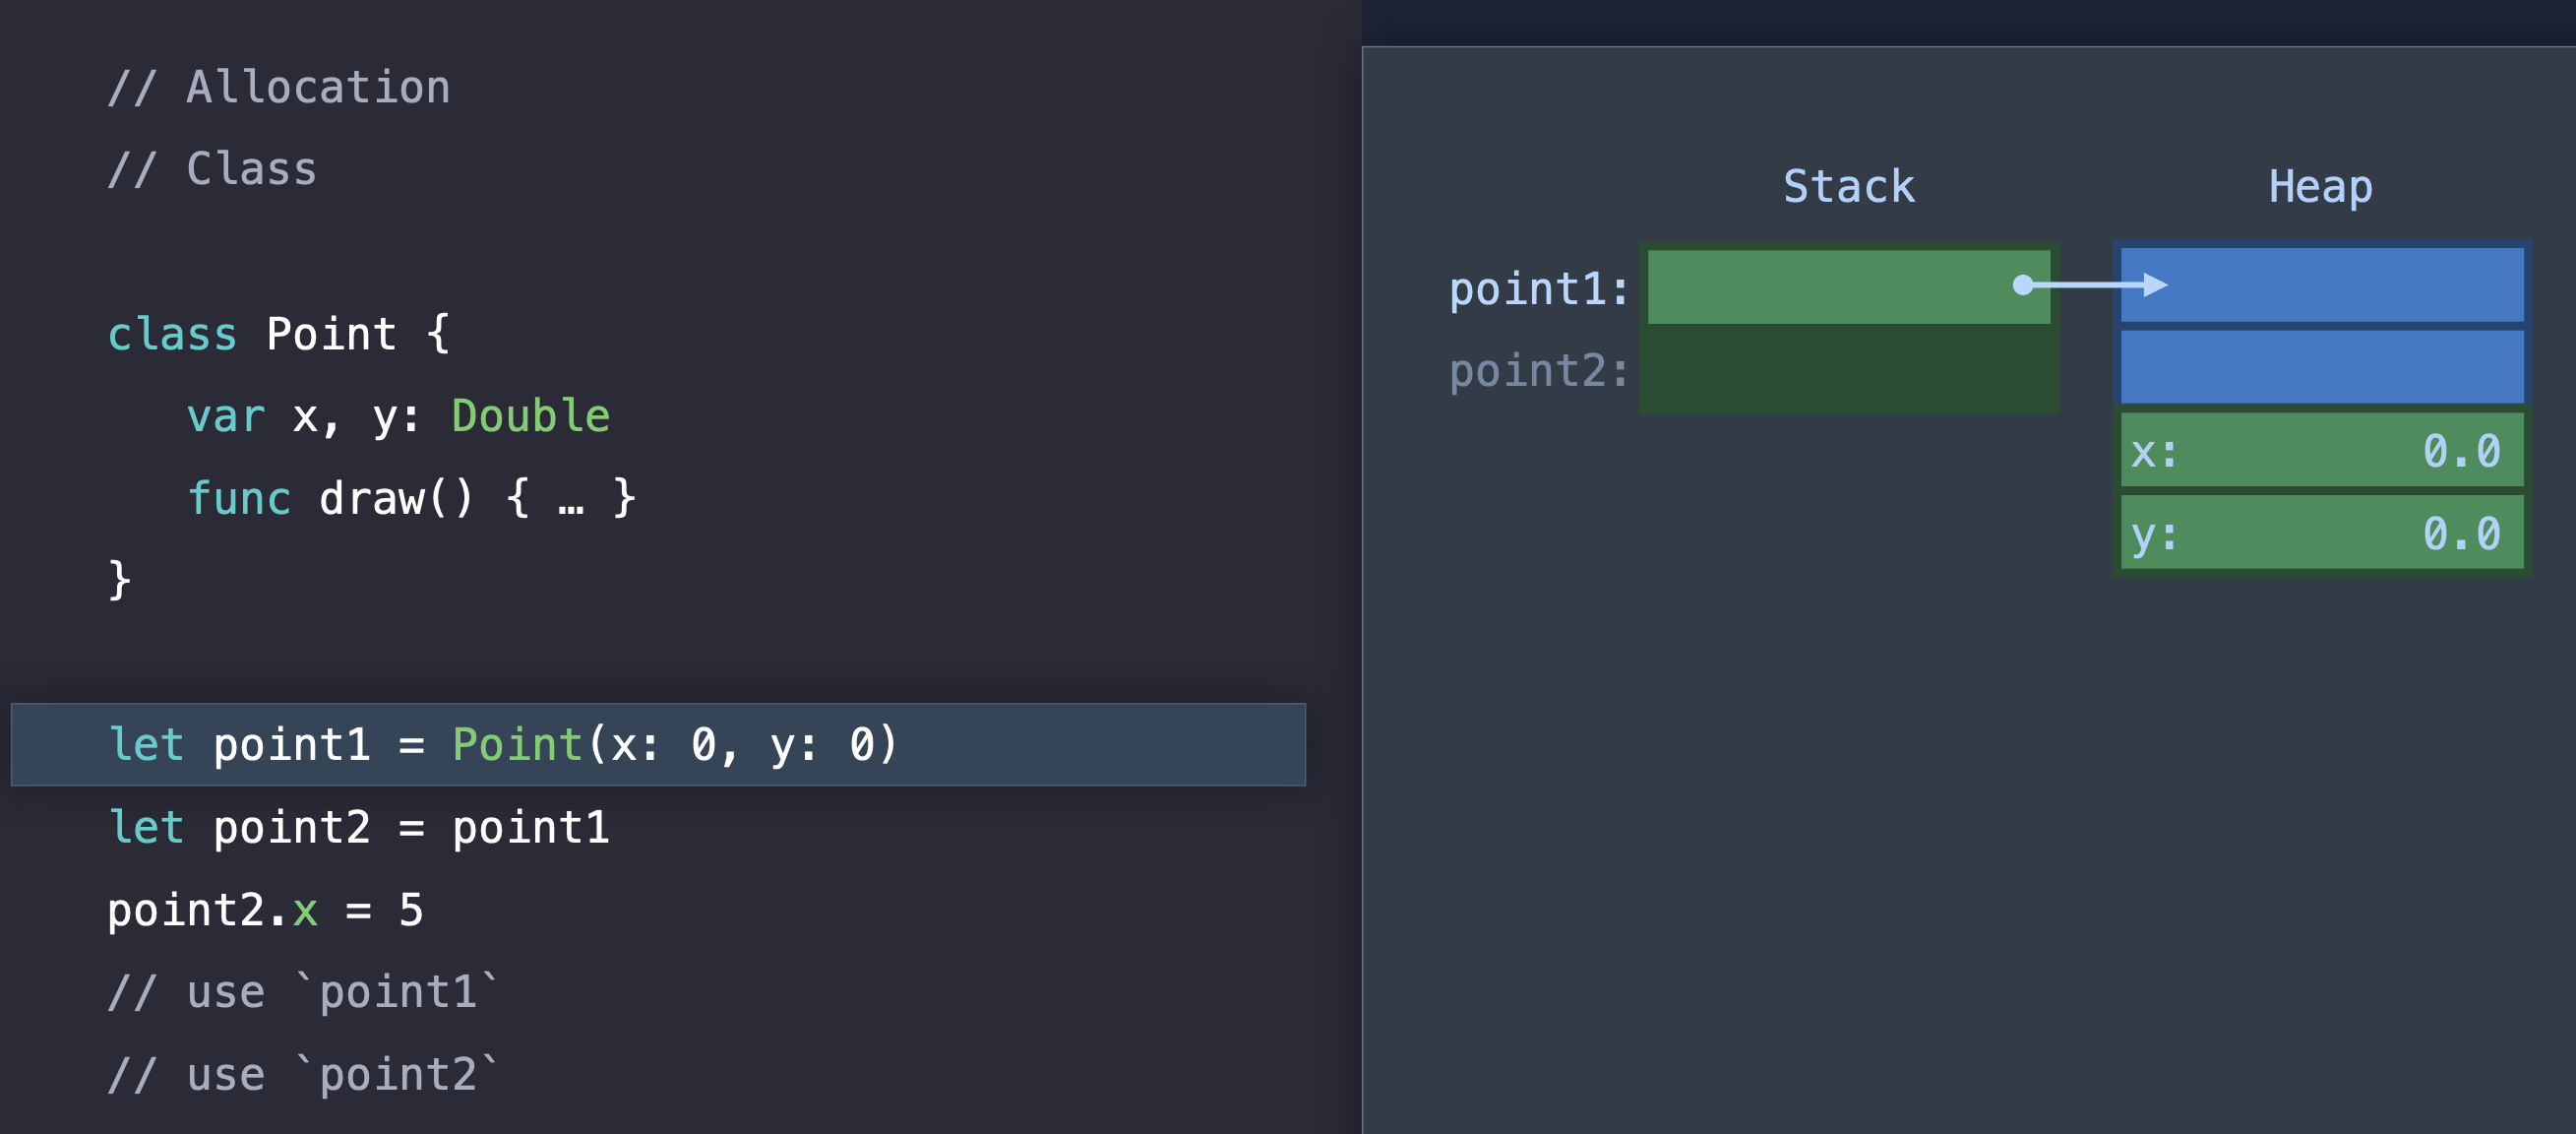 // Allocation
// Class
class Point {
   var x, y: Double
   func draw() { … }
}
let point1 = Point(x: 0, y: 0)
let point2 = point1
point2.x = 5
// use `point1`
// use `point2`
Stack Heap
point1:
point2:
x: 0.0
y: 0.0